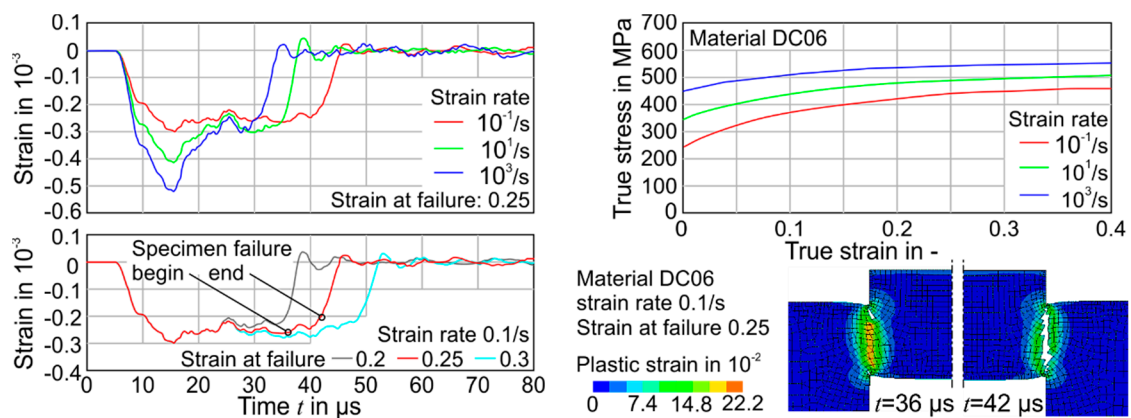 0.1
0
-0.1
-0.2
-0.3
-0.4
-0.5
-0.6
Strain in 10⁻³
Strain rate
10⁻¹/s
10¹/s
10³/s
Strain at failure: 0.25
0.1
0
-0.1
-0.2
-0.3
-0.4
Strain in 10⁻³
Specimen failure
begin end
Strain rate 0.1/s
Strain at failure 0.2 0.25 0.3
0 10 20 30 40 50 60 70 80
Time t in µs
700
600
500
400
300
200
100
0
True stress in MPa
Material DC06
Strain rate
10⁻¹/s
10¹/s
10³/s
0 0.1 0.2 0.3 0.4
True strain in -
Material DC06
strain rate 0.1/s
Strain at failure 0.25
Plastic strain in 10⁻²
0 7.4 14.8 22.2
t=36 µs t=42 µs